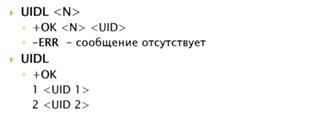 UIDL <N>
+OK <N> <UID>
-ERR - сообщение отсутствует
UIDL
+OK
1 <UID 1>
2 <UID 2>